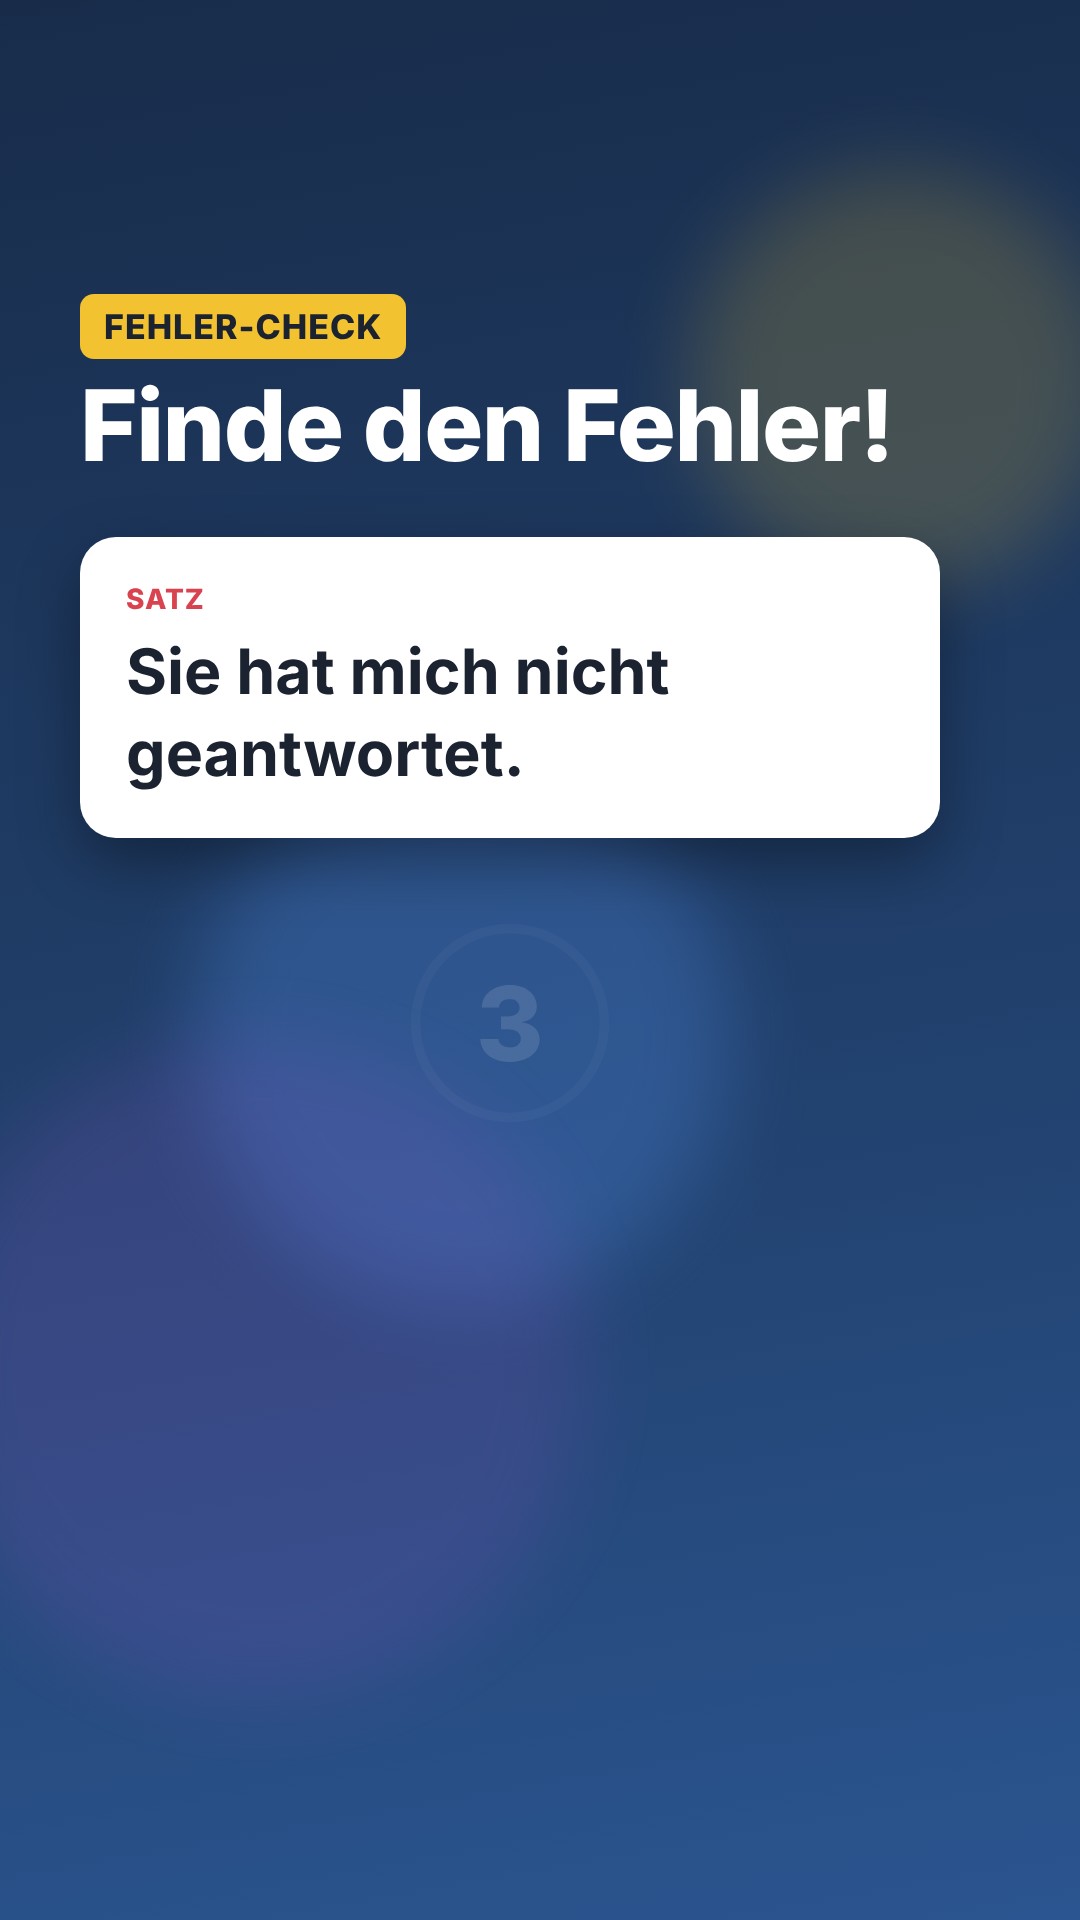 FEHLER-CHECK
Finde den Fehler!
SATZ
Sie hat mich nicht
geantwortet.
3